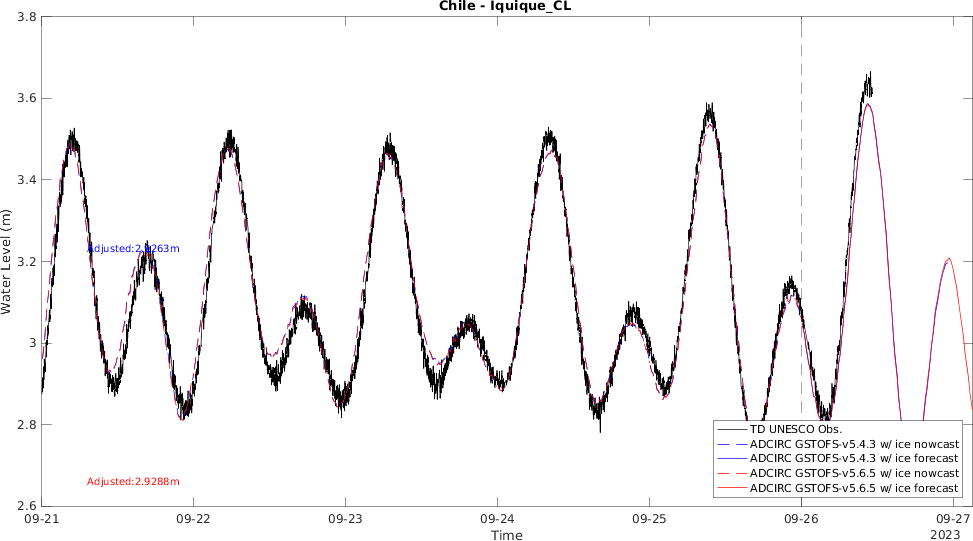 Chile - Iquique_CL
3.8
3.6
3.4
3.2
3
2.8
2.6
Water Level (m)
Adjusted: 263m
Adjusted:2.9288m
TD UNESCO Obs.
ADCIRC GSTOFS-v5.4.3 w/ ice nowcast
ADCIRC GSTOFS-v5.4.3 w/ ice forecast
ADCIRC GSTOFS-v5.6.5 w/ ice nowcast
ADCIRC GSTOFS-v5.6.5 w/ ice forecast
09-21
09-22
09-23
09-24
09-25
09-26
09-27
Time
2023